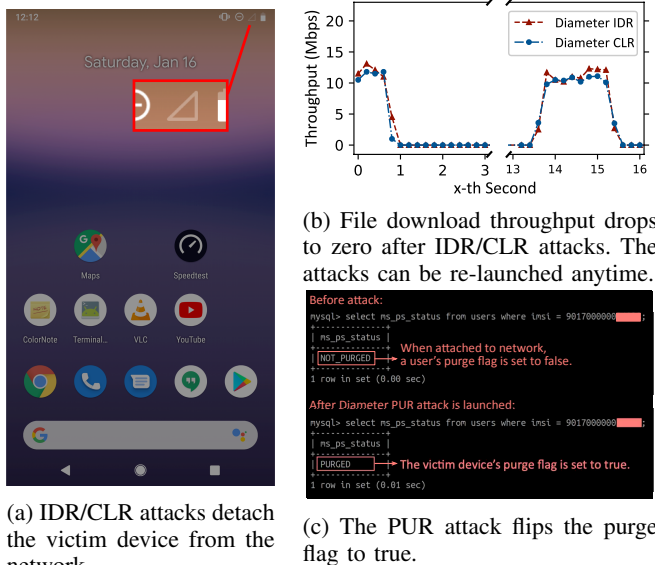 12:12
Saturday, Jan 16
Maps
Speedtest
ColorNote
Terminal...
VLC
YouTube
(a) IDR/CLR attacks detach
the victim device from the
network
Throughput (Mbps)
20
15
10
5
0
Diameter IDR
Diameter CLR
0 1 2 3 13 14 15 16
x-th Second
(b) File download throughput drops
to zero after IDR/CLR attacks. The
attacks can be re-launched anytime.
Before attack:
mysql> select ms_ps_status from users where imsi = 9017000000 ;
+--------------+
| ms_ps_status |
+--------------+
| NOT_PURGED
When attached to network,
a user's purge flag is set to false.
+--------------+
1 row in set (0.00 sec)
After Diameter PUR attack is launched:
mysql> select ms_ps_status from users where imsi = 9017000000 ;
+--------------+
| ms_ps_status |
+--------------+
| PURGED
The victim device's purge flag is set to true.
+--------------+
1 row in set (0.01 sec)
(c) The PUR attack flips the purge
flag to true.